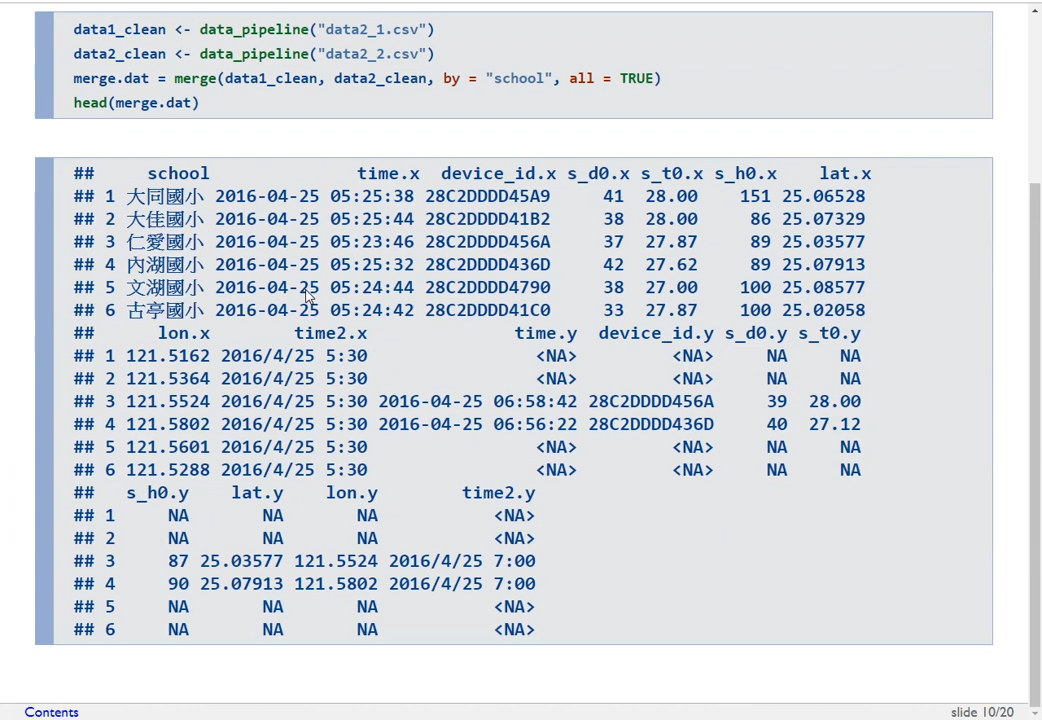 data1_clean <- data_pipeline("data2_1.csv")
data2_clean <- data_pipeline("data2_2.csv")
merge.dat = merge(data1_clean, data2_clean, by = "school", all = TRUE)
head(merge.dat)
##     school              time.x  device_id.x s_d0.x s_t0.x s_h0.x    lat.x
## 1 大同國小 2016-04-25 05:25:38 28C2DDDD45A9     41  28.00    151 25.06528
## 2 大佳國小 2016-04-25 05:25:44 28C2DDDD41B2     38  28.00     86 25.07329
## 3 仁愛國小 2016-04-25 05:23:46 28C2DDDD456A     37  27.87     89 25.03577
## 4 內湖國小 2016-04-25 05:25:32 28C2DDDD436D     42  27.62     89 25.07913
## 5 文湖國小 2016-04-25 05:24:44 28C2DDDD4790     38  27.00    100 25.08577
## 6 古亭國小 2016-04-25 05:24:42 28C2DDDD41C0     33  27.87    100 25.02058
##      lon.x        time2.x              time.y  device_id.y s_d0.y s_t0.y
## 1 121.5162 2016/4/25 5:30                <NA>         <NA>     NA     NA
## 2 121.5364 2016/4/25 5:30                <NA>         <NA>     NA     NA
## 3 121.5524 2016/4/25 5:30 2016-04-25 06:58:42 28C2DDDD456A     39  28.00
## 4 121.5802 2016/4/25 5:30 2016-04-25 06:56:22 28C2DDDD436D     40  27.12
## 5 121.5601 2016/4/25 5:30                <NA>         <NA>     NA     NA
## 6 121.5288 2016/4/25 5:30                <NA>         <NA>     NA     NA
##   s_h0.y    lat.y    lon.y        time2.y
## 1     NA       NA       NA           <NA>
## 2     NA       NA       NA           <NA>
## 3     87 25.03577 121.5524 2016/4/25 7:00
## 4     90 25.07913 121.5802 2016/4/25 7:00
## 5     NA       NA       NA           <NA>
## 6     NA       NA       NA           <NA>
Contents
slide 10/20